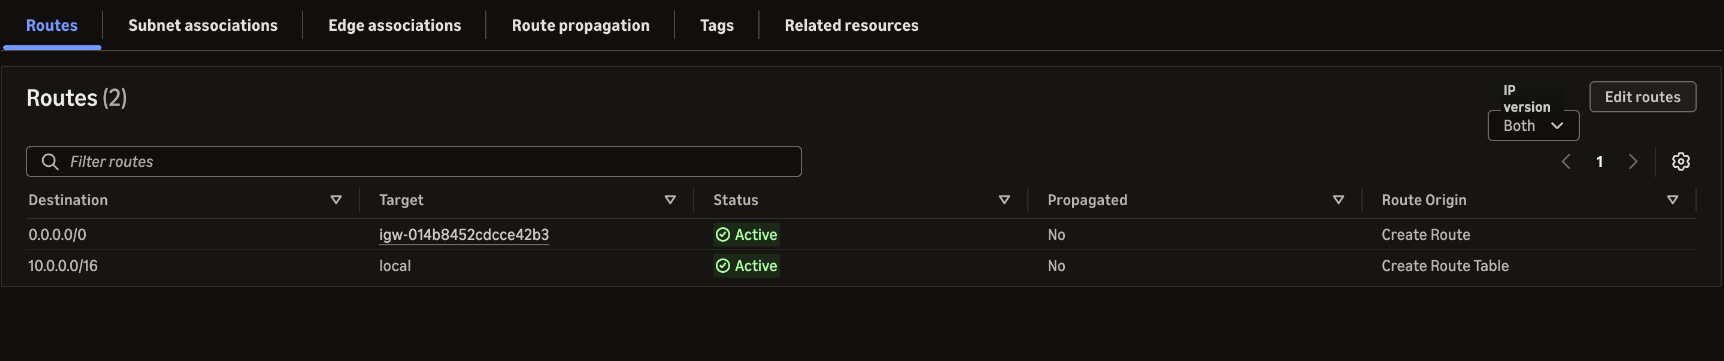 Routes Subnet associations Edge associations Route propagation Tags Related resources
Routes (2)
IP version
Both
Edit routes
Filter routes
1
Destination Target Status Propagated Route Origin
0.0.0.0/0 igw-014b8452cdcce42b3 Active No Create Route
10.0.0.0/16 local Active No Create Route Table